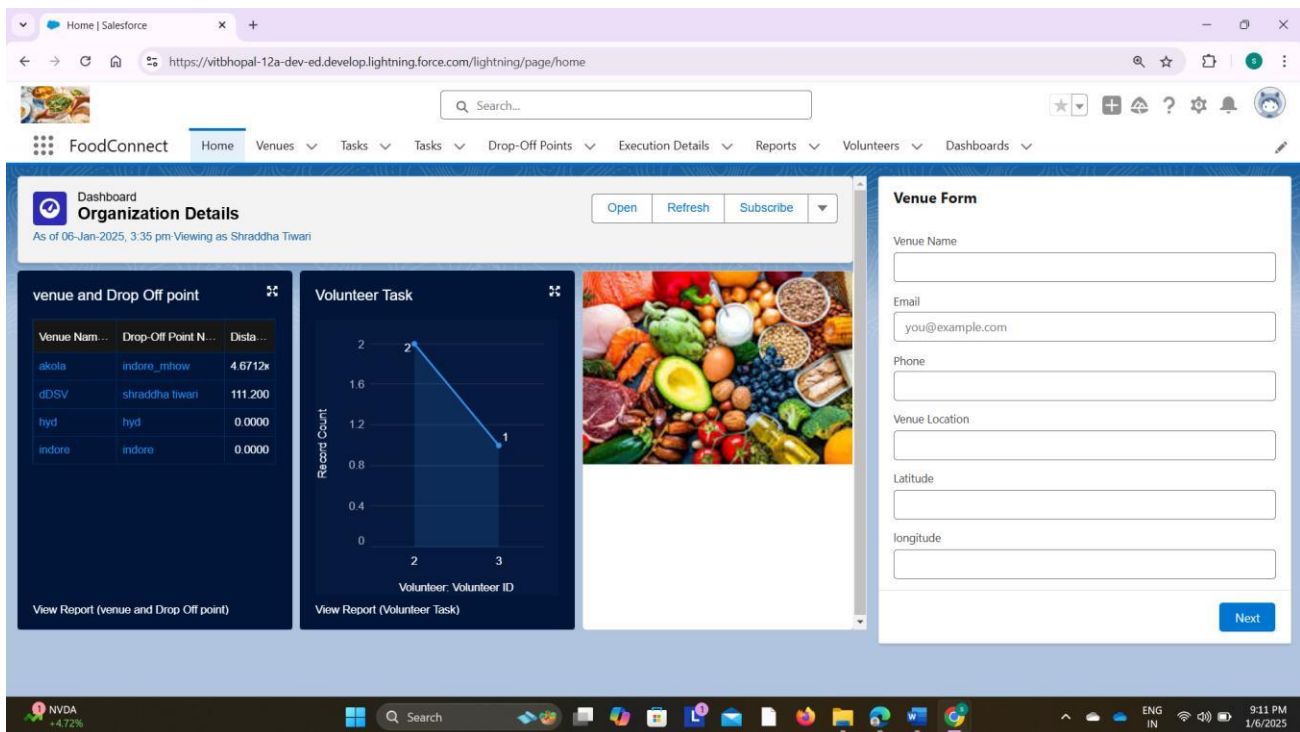 Home | Salesforce
https://vitbhopal-12a-dev-ed.develop.lightning.force.com/lightning/page/home
S
Search...
FoodConnect Home Venues Tasks Tasks Drop-Off Points Execution Details Reports Volunteers Dashboards
Dashboard
Organization Details
As of 06-Jan-2025, 3:35 pm·Viewing as Shraddha Tiwari
Open Refresh Subscribe
venue and Drop Off point
Venue Nam... Drop-Off Point N... Dista...
akola indore_mhow 4.6712к
dDSV shraddha tiwari 111.200
hyd hyd 0.0000
indore indore 0.0000
View Report (venue and Drop Off point)
Volunteer Task
Record Count
2
1.6
1.2
0.8
0.4
0
2
1
2 3
Volunteer: Volunteer ID
View Report (Volunteer Task)
Venue Form
Venue Name
Email
you@example.com
Phone
Venue Location
Latitude
longitude
Next
1
NVDA
+4.72%
Search
L
1
ENG
IN
9:11 PM
1/6/2025